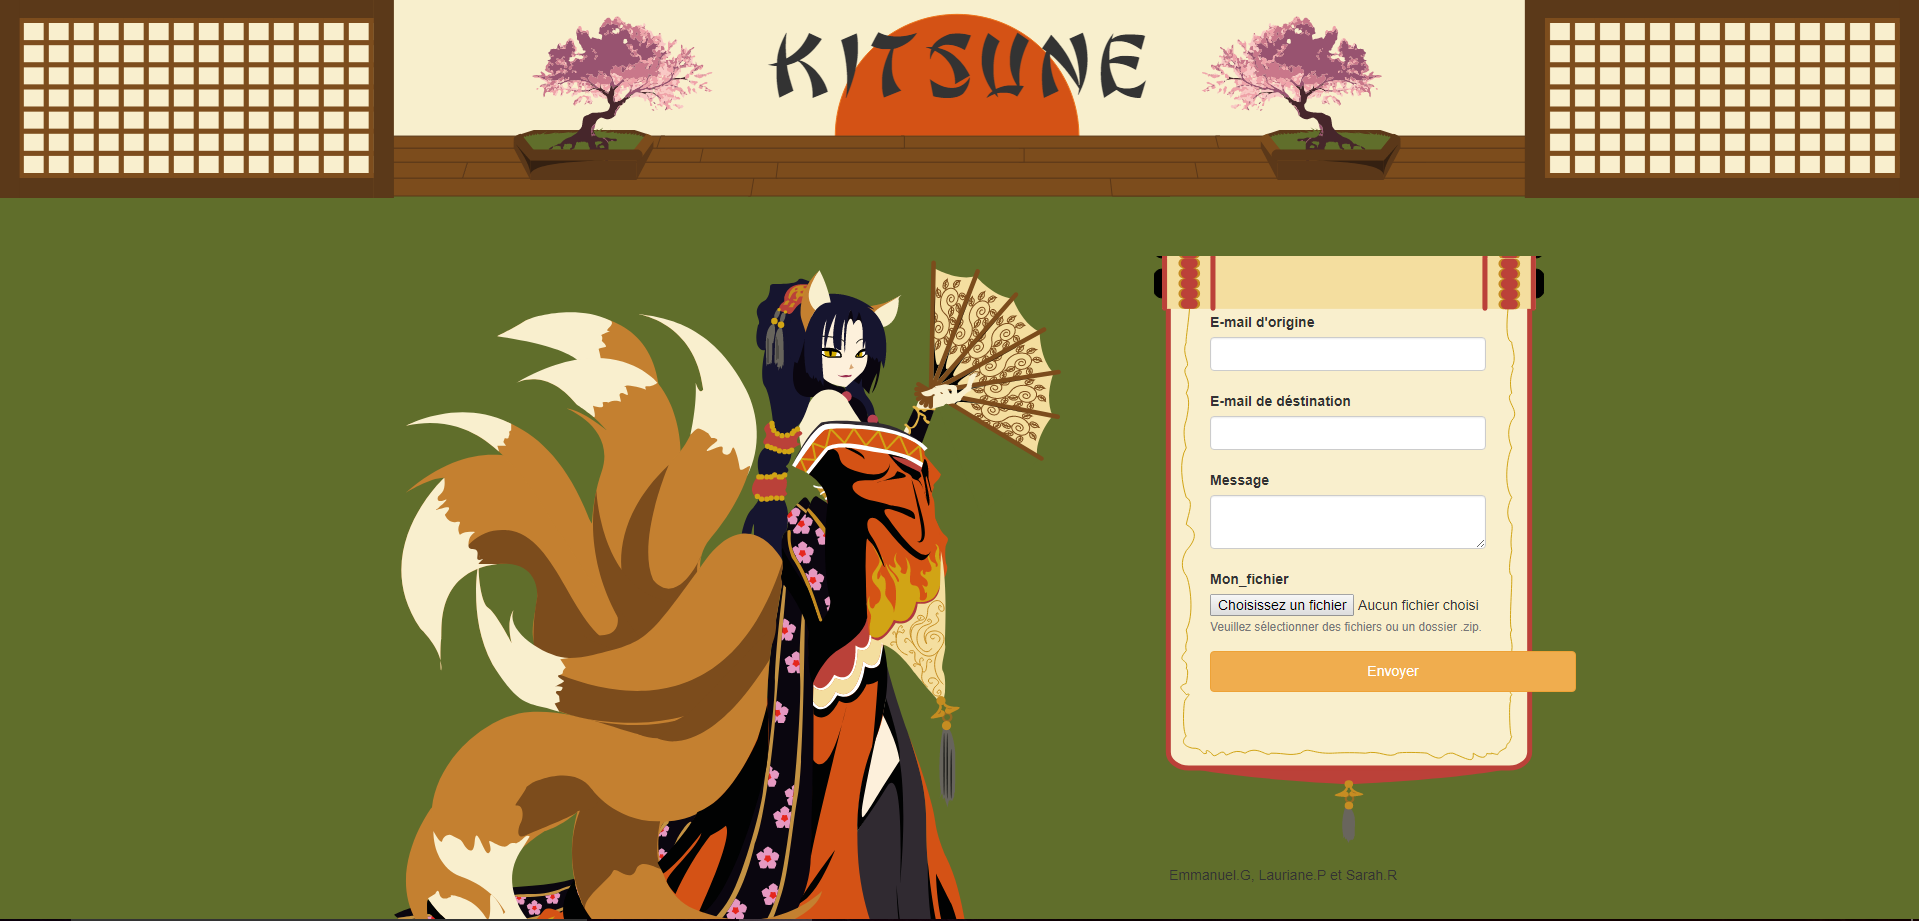 KITSUNE
E-mail d'origine
E-mail de déstination
Message
Mon_fichier
Choisissez un fichier Aucun fichier choisi
Veuillez sélectionner des fichiers ou un dossier .zip.
Envoyer
Emmanuel.G, Lauriane.P et Sarah.R